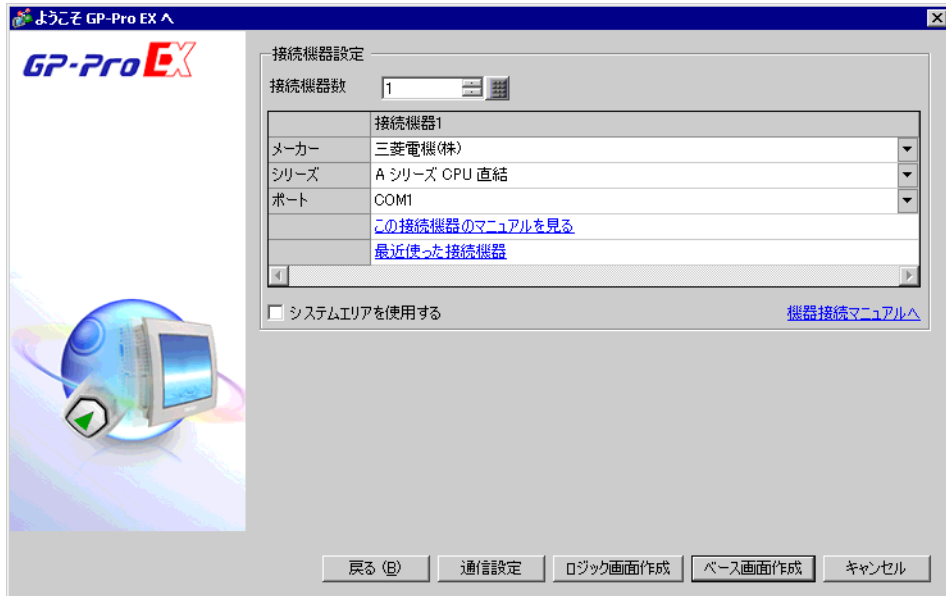 ようこそ GP-Pro EX へ
GP-Pro EX
接続機器設定
接続機器数 1
接続機器1
メーカー 三菱電機(株)
シリーズ A シリーズ CPU 直結
ポート COM1
この接続機器のマニュアルを見る
最近使った接続機器
システムエリアを使用する 機器接続マニュアルへ
戻る (B) 通信設定 ロジック画面作成 ベース画面作成 キャンセル